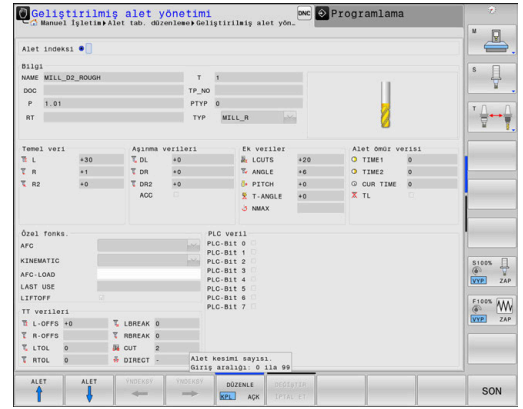 Geliştirilmiş alet yönetimi
DNC
Programlama
Manuel İşletim▸Alet tab. düzenleme▸Geliştirilmiş alet yön…
Alet indeksi
Bilgi
NAME MILL_D2_ROUGH T 1
DOC TP_NO
P 1.01 PTYP 0
RT TYP MILL_R
Temel veri Aşınma verileri Ek veriler Alet ömür verisi
L +30 DL +0 LCUTS +20 TIME1 0
R +1 DR +0 ANGLE +6 TIME2 0
R2 +0 DR2 +0 PITCH +0 CUR TIME 0
ACC T-ANGLE +0 TL
NMAX
Özel fonks. PLC veril
AFC PLC-Bit 0
PLC-Bit 1
KINEMATIC PLC-Bit 2
AFC-LOAD PLC-Bit 3
PLC-Bit 4
LAST USE PLC-Bit 5
LIFTOFF PLC-Bit 6
PLC-Bit 7
TT verileri
L-OFFS +0 LBREAK 0
R-OFFS RBREAK 0
LTOL 0 CUT 2
RTOL 0 DIRECT -
Alet kesimi sayısı.
Giriş aralığı: 0 ila 99
M
S
T
S100%
VYP ZAP
F100% VVV
VYP ZAP
ALET
ALET
DÜZENLE
KPL AÇK
SON